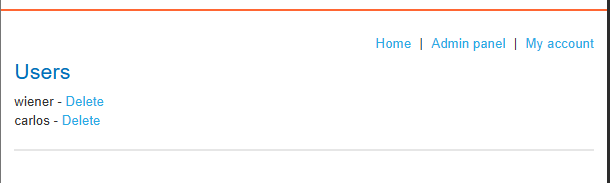 Home | Admin panel | My account
Users
wiener - Delete
carlos - Delete